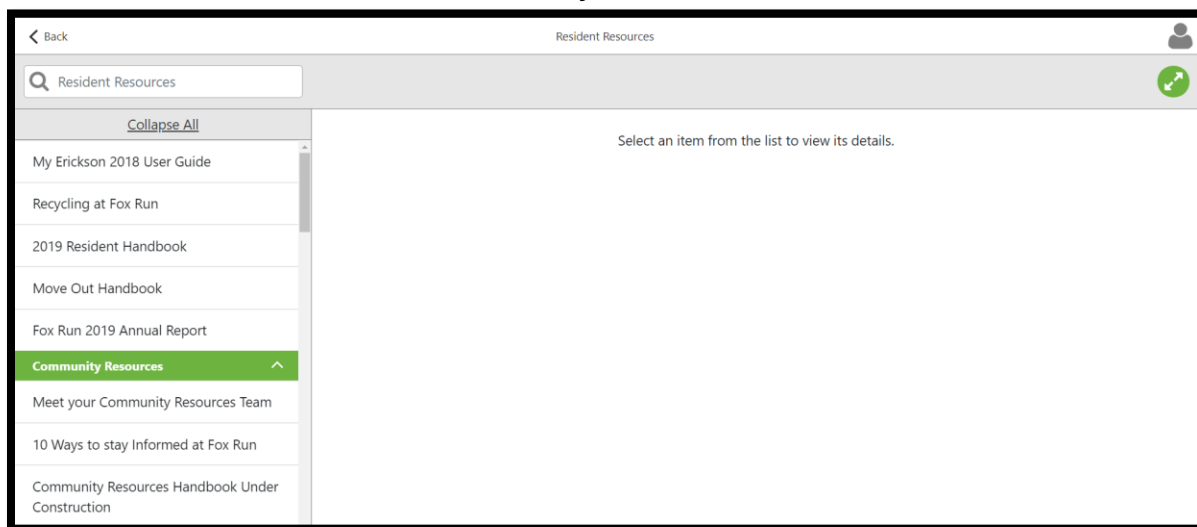 Back
Resident Resources
Resident Resources
Collapse All
Select an item from the list to view its details.
My Erickson 2018 User Guide
Recycling at Fox Run
2019 Resident Handbook
Move Out Handbook
Fox Run 2019 Annual Report
Community Resources
Meet your Community Resources Team
10 Ways to stay Informed at Fox Run
Community Resources Handbook Under
Construction